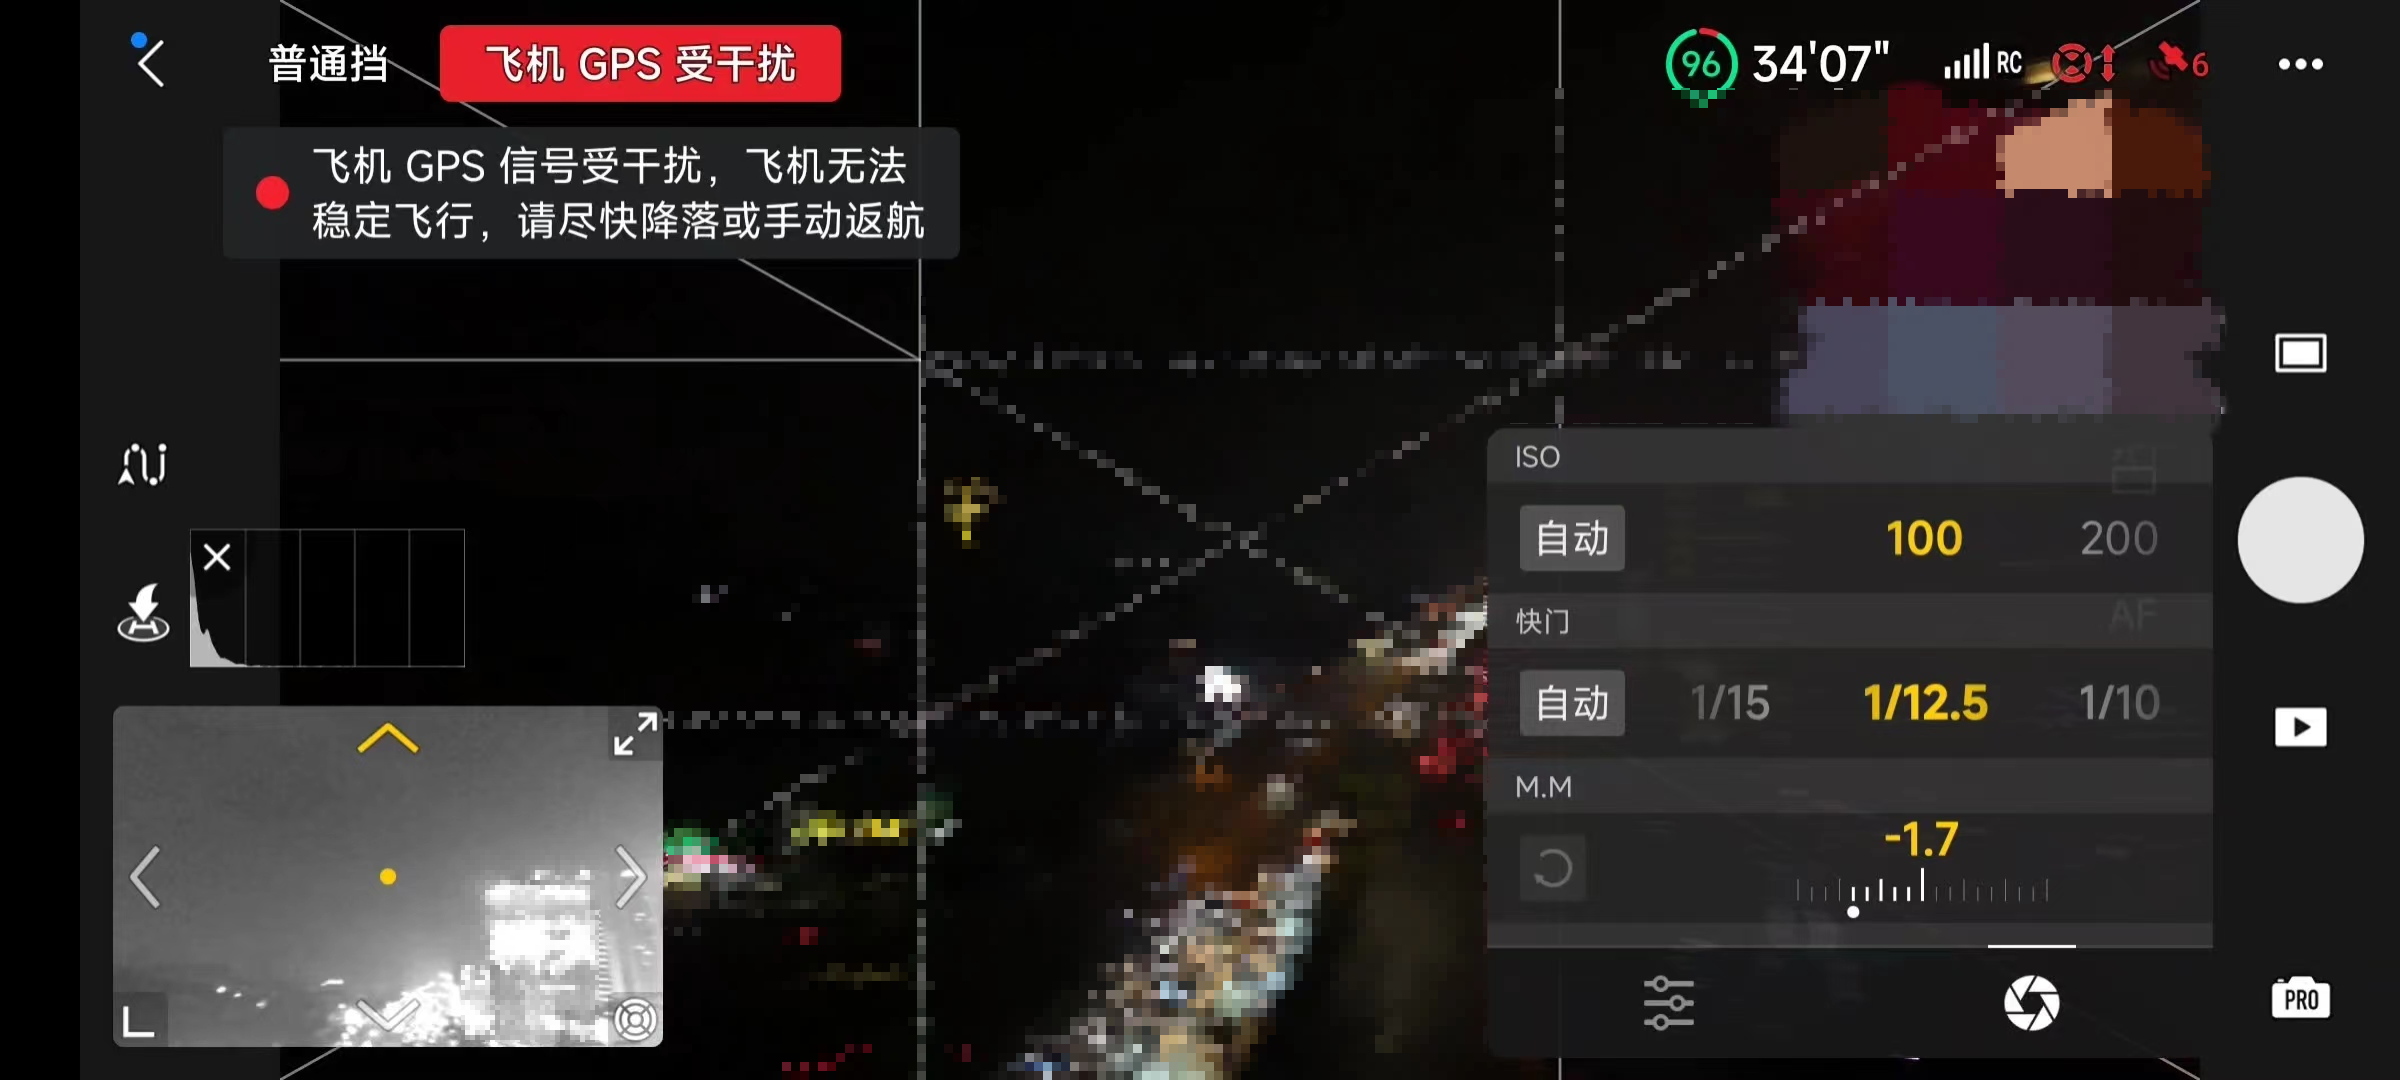 普通挡
飞机 GPS 受干扰
96
34'07"
RC
6
飞机 GPS 信号受干扰，飞机无法
稳定飞行，请尽快降落或手动返航
ISO
自动
100
200
快门
AF
自动
1/15
1/12.5
1/10
M.M
-1.7
PRO